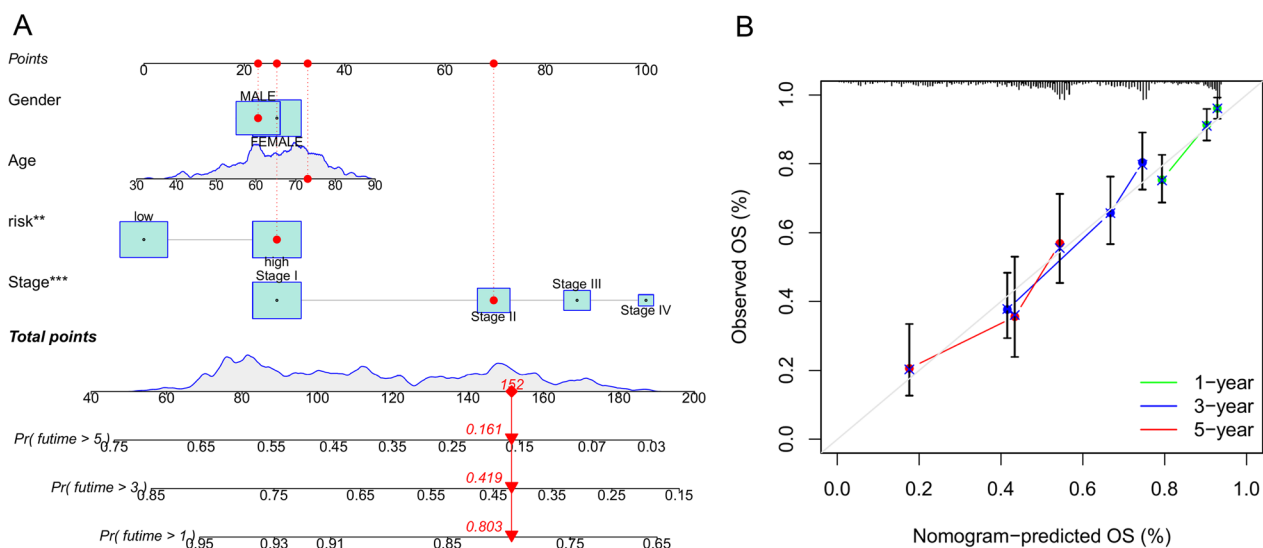 A
Points
0 20 40 60 80 100
Gender
MALE
FEMALE
Age
30 40 50 60 70 80 90
risk**
low
high
Stage***
Stage I
Stage II
Stage III
Stage IV
Total points
152
40 60 80 100 120 140 160 180 200
0.161
Pr( futime > 5 )
0.75 0.65 0.55 0.45 0.35 0.25 0.15 0.07 0.03
0.419
Pr( futime > 3 )
0.85 0.75 0.65 0.55 0.45 0.35 0.25 0.15
0.803
Pr( futime > 1 )
0.95 0.93 0.91 0.85 0.75 0.65
B
Observed OS (%)
1.0
0.8
0.6
0.4
0.2
0.0
1−year
3−year
5−year
0.0 0.2 0.4 0.6 0.8 1.0
Nomogram−predicted OS (%)